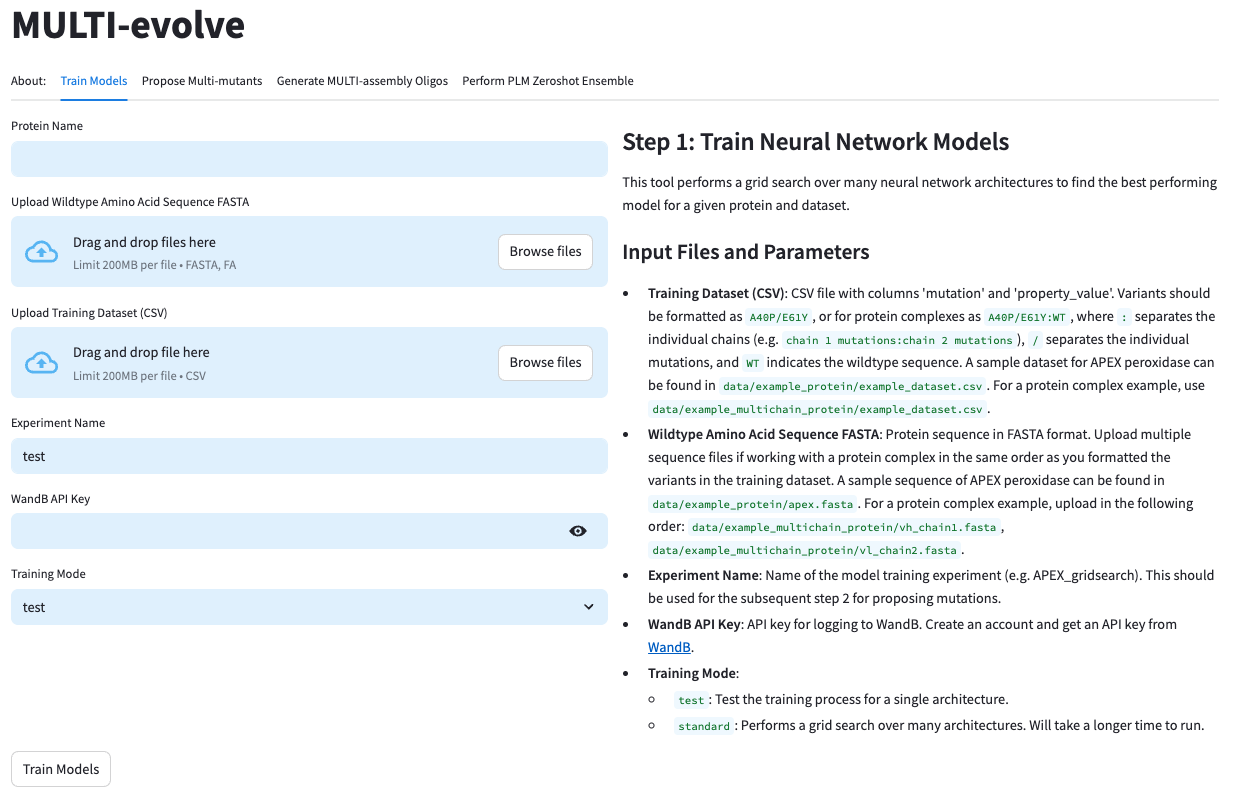 MULTI-evolve
About: Train Models Propose Multi-mutants Generate MULTI-assembly Oligos Perform PLM Zeroshot Ensemble
Protein Name
Upload Wildtype Amino Acid Sequence FASTA
Drag and drop files here
Limit 200MB per file • FASTA, FA
Browse files
Upload Training Dataset (CSV)
Drag and drop file here
Limit 200MB per file • CSV
Browse files
Experiment Name
test
WandB API Key
Training Mode
test
Train Models
Step 1: Train Neural Network Models
This tool performs a grid search over many neural network architectures to find the best performing
model for a given protein and dataset.
Input Files and Parameters
• Training Dataset (CSV): CSV file with columns 'mutation' and 'property_value'. Variants should
be formatted as A40P/E61Y , or for protein complexes as A40P/E61Y:WT , where : separates the
individual chains (e.g. chain 1 mutations:chain 2 mutations ), / separates the individual
mutations, and WT indicates the wildtype sequence. A sample dataset for APEX peroxidase can
be found in data/example_protein/example_dataset.csv . For a protein complex example, use
data/example_multichain_protein/example_dataset.csv .
• Wildtype Amino Acid Sequence FASTA: Protein sequence in FASTA format. Upload multiple
sequence files if working with a protein complex in the same order as you formatted the
variants in the training dataset. A sample sequence of APEX peroxidase can be found in
data/example_protein/apex.fasta . For a protein complex example, upload in the following
order: data/example_multichain_protein/vh_chain1.fasta ,
data/example_multichain_protein/vl_chain2.fasta .
• Experiment Name: Name of the model training experiment (e.g. APEX_gridsearch). This should
be used for the subsequent step 2 for proposing mutations.
• WandB API Key: API key for logging to WandB. Create an account and get an API key from
WandB.
• Training Mode:
○ test : Test the training process for a single architecture.
○ standard : Performs a grid search over many architectures. Will take a longer time to run.